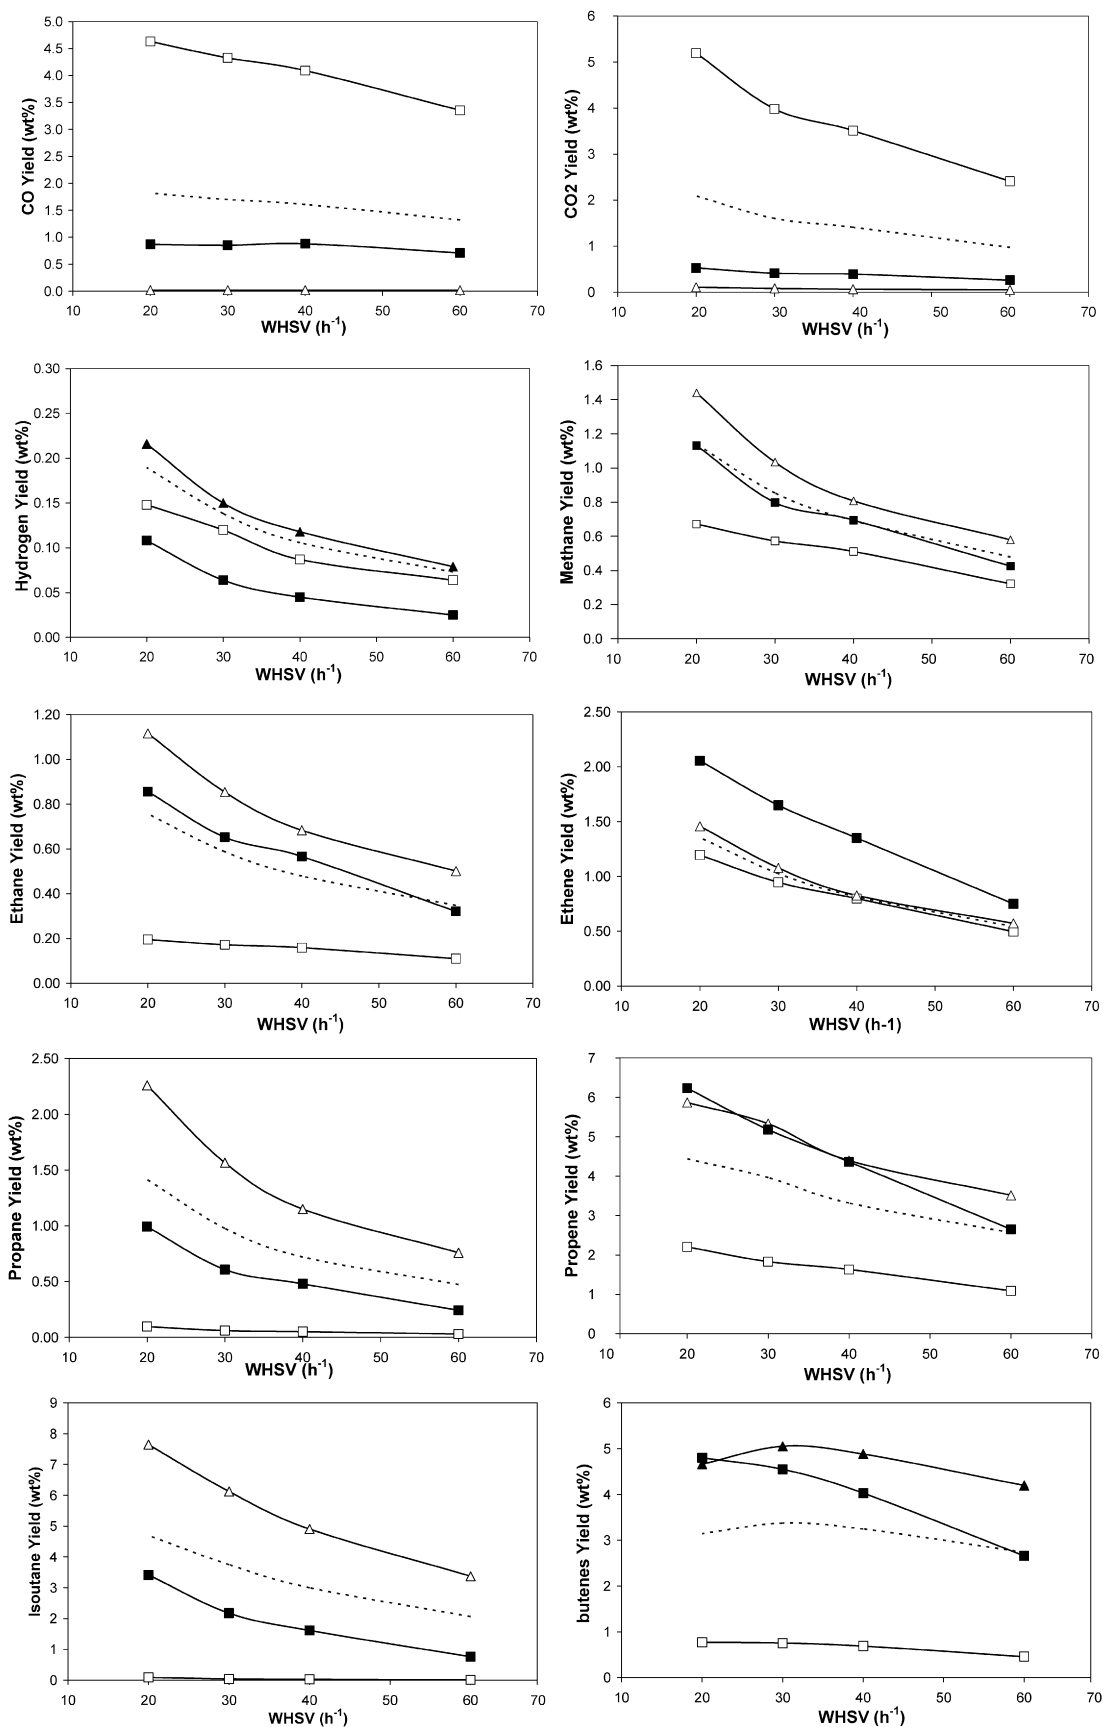 5.0
4.5
4.0
3.5
3.0
2.5
2.0
1.5
1.0
0.5
0.0
CO Yield (wt%)
10 20 30 40 50 60 70
WHSV (h-1)
6
5
4
3
2
1
0
CO2 Yield (wt%)
10 20 30 40 50 60 70
WHSV (h-1)
0.30
0.25
0.20
0.15
0.10
0.05
0.00
Hydrogen Yield (wt%)
10 20 30 40 50 60 70
WHSV (h-1)
1.6
1.4
1.2
1.0
0.8
0.6
0.4
0.2
0.0
Methane Yield (wt%)
10 20 30 40 50 60 70
WHSV (h-1)
1.20
1.00
0.80
0.60
0.40
0.20
0.00
Ethane Yield (wt%)
10 20 30 40 50 60 70
WHSV (h-1)
2.50
2.00
1.50
1.00
0.50
0.00
Ethene Yield (wt%)
10 20 30 40 50 60 70
WHSV (h-1)
2.50
2.00
1.50
1.00
0.50
0.00
Propane Yield (wt%)
10 20 30 40 50 60 70
WHSV (h-1)
7
6
5
4
3
2
1
0
Propene Yield (wt%)
10 20 30 40 50 60 70
WHSV (h-1)
9
8
7
6
5
4
3
2
1
0
Isoutane Yield (wt%)
10 20 30 40 50 60 70
WHSV (h-1)
6
5
4
3
2
1
0
butenes Yield (wt%)
10 20 30 40 50 60 70
WHSV (h-1)